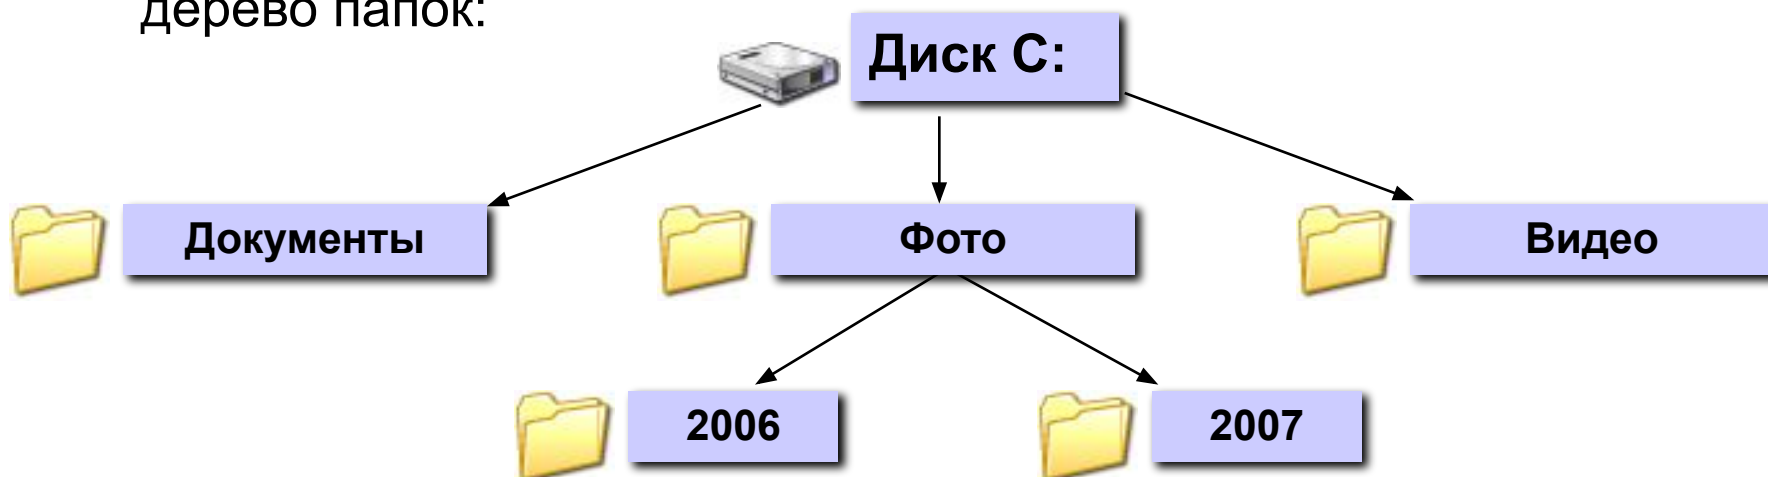 дерево папок:
Диск C:
Документы
Фото
Видео
2006
2007